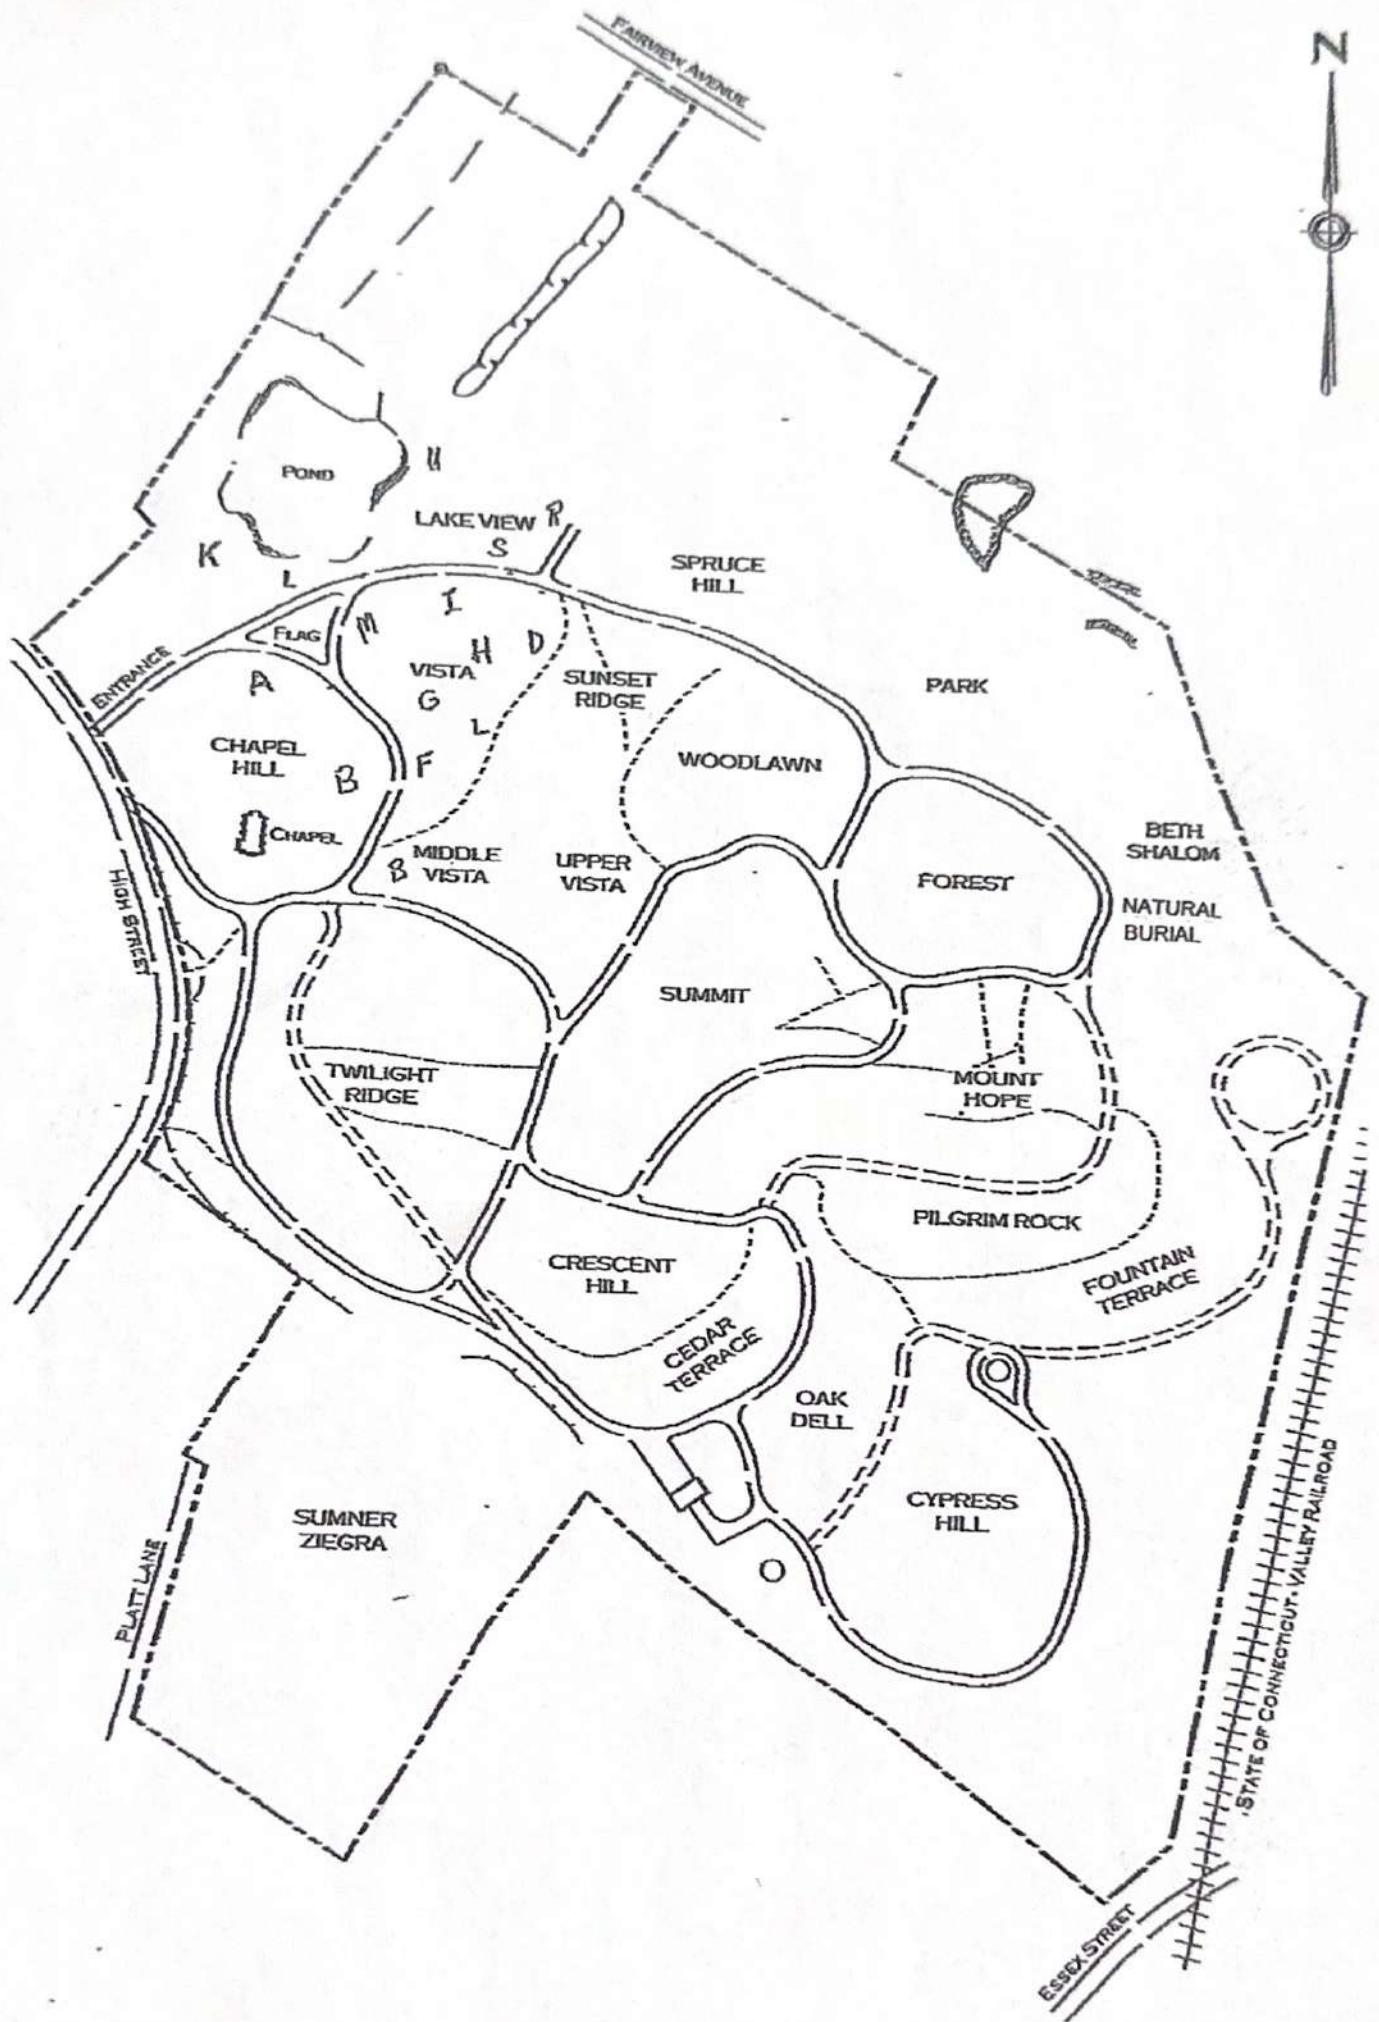 FAIRVIEW AVENUE
N
POND
H
LAKE VIEW R
K
S
L
SPRUCE
HILL
I
FLAG
M
H
D
ENTRANCE
A
VISTA
SUNSET
RIDGE
PARK
G
L
CHAPEL
HILL
B
F
WOODLAWN
CHAPEL
BETH
SHALOM
B
MIDDLE
VISTA
UPPER
VISTA
FOREST
HIGH STREET
NATURAL
BURIAL
SUMMIT
TWILIGHT
RIDGE
MOUNT
HOPE
PILGRIM ROCK
CRESCENT
HILL
FOUNTAIN
TERRACE
CEDAR
TERRACE
OAK
DELL
CYPRESS
HILL
SUMNER
ZIEGRA
PLATT LANE
STATE OF CONNECTICUT - VALLEY RAILROAD
ESSEX STREET